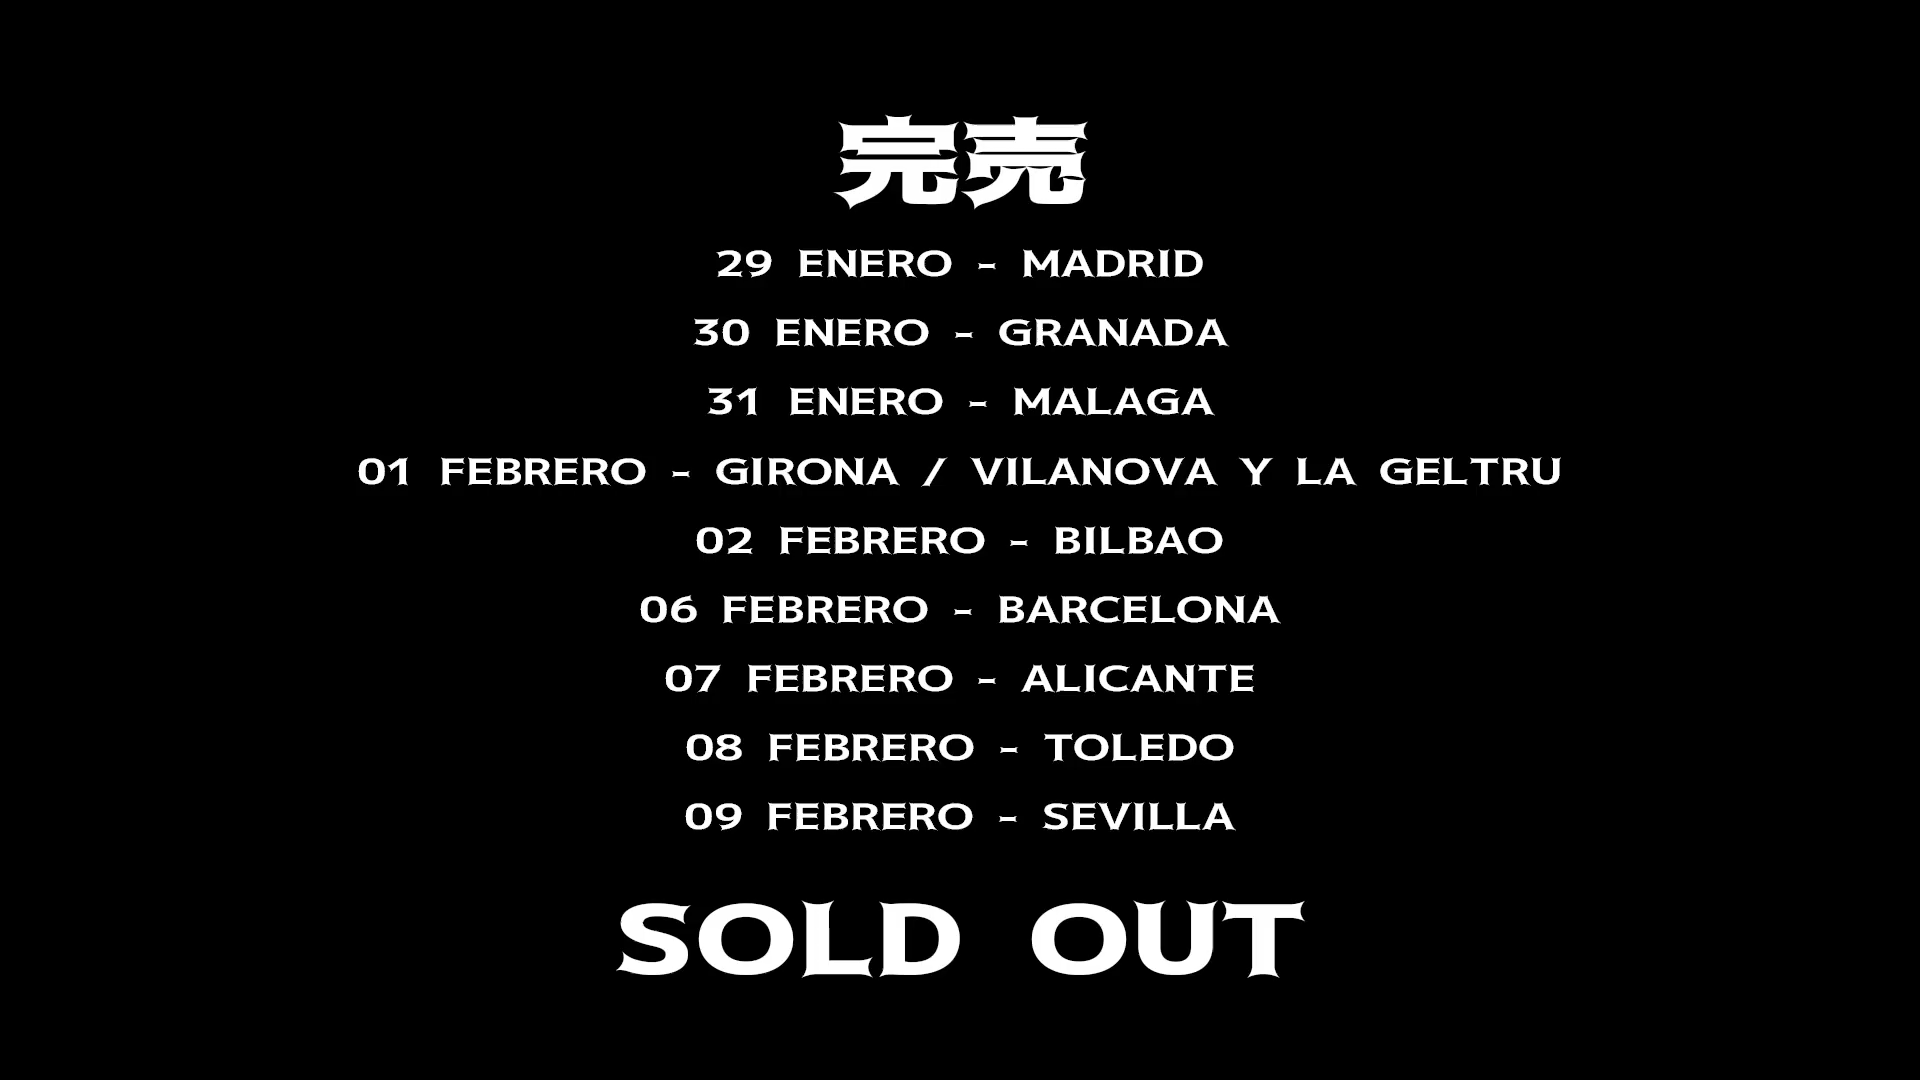 完売
29 ENERO - MADRID
30 ENERO - GRANADA
31 ENERO - MALAGA
01 FEBRERO - GIRONA / VILANOVA Y LA GELTRU
02 FEBRERO - BILBAO
06 FEBRERO - BARCELONA
07 FEBRERO - ALICANTE
08 FEBRERO - TOLEDO
09 FEBRERO - SEVILLA
SOLD OUT